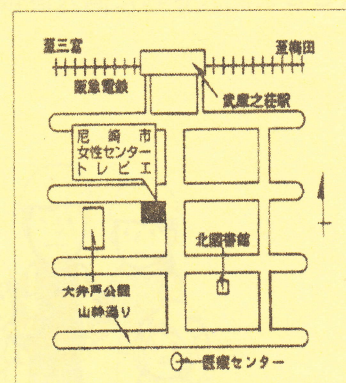 至三宮
至梅田
阪急電鉄
武庫之荘駅
尼崎市
女性センター
トレピエ
北図書館
大井戸公園
山幹通り
医療センター